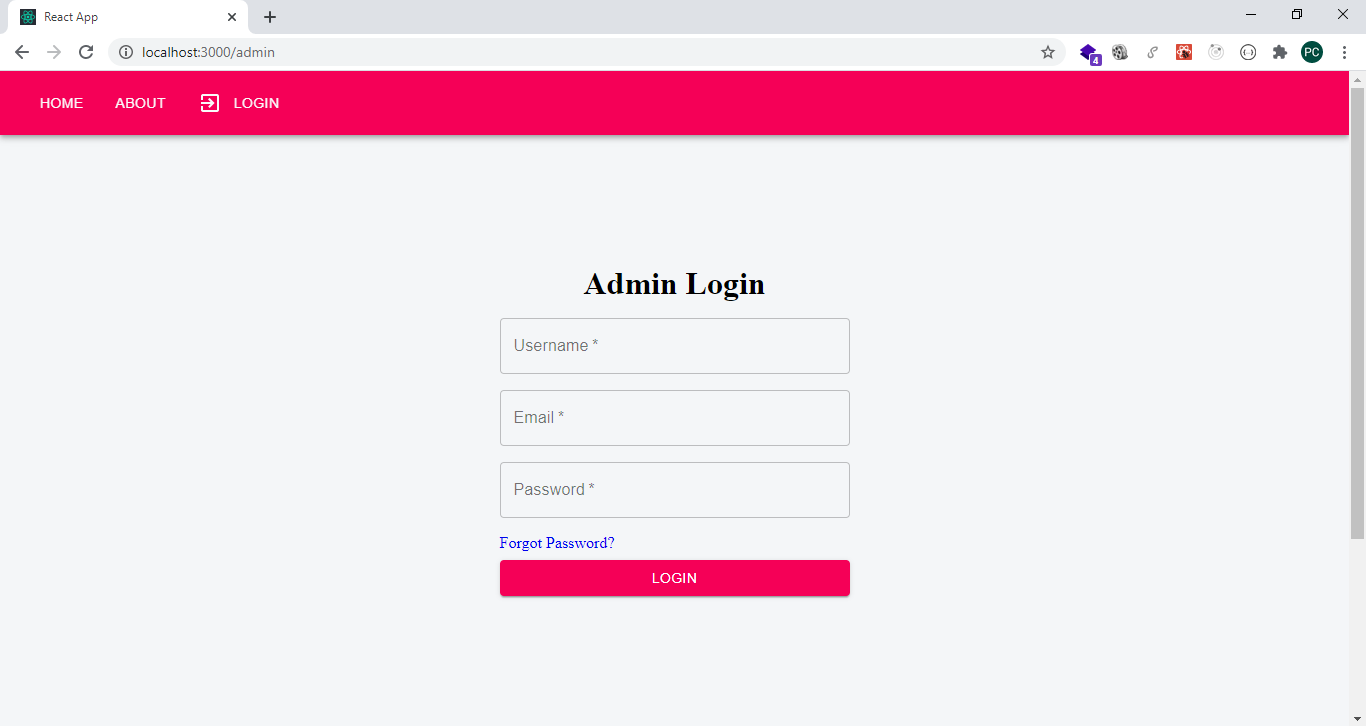 React App
localhost:3000/admin
4
PC
HOME ABOUT LOGIN
Admin Login
Username *
Email *
Password *
Forgot Password?
LOGIN